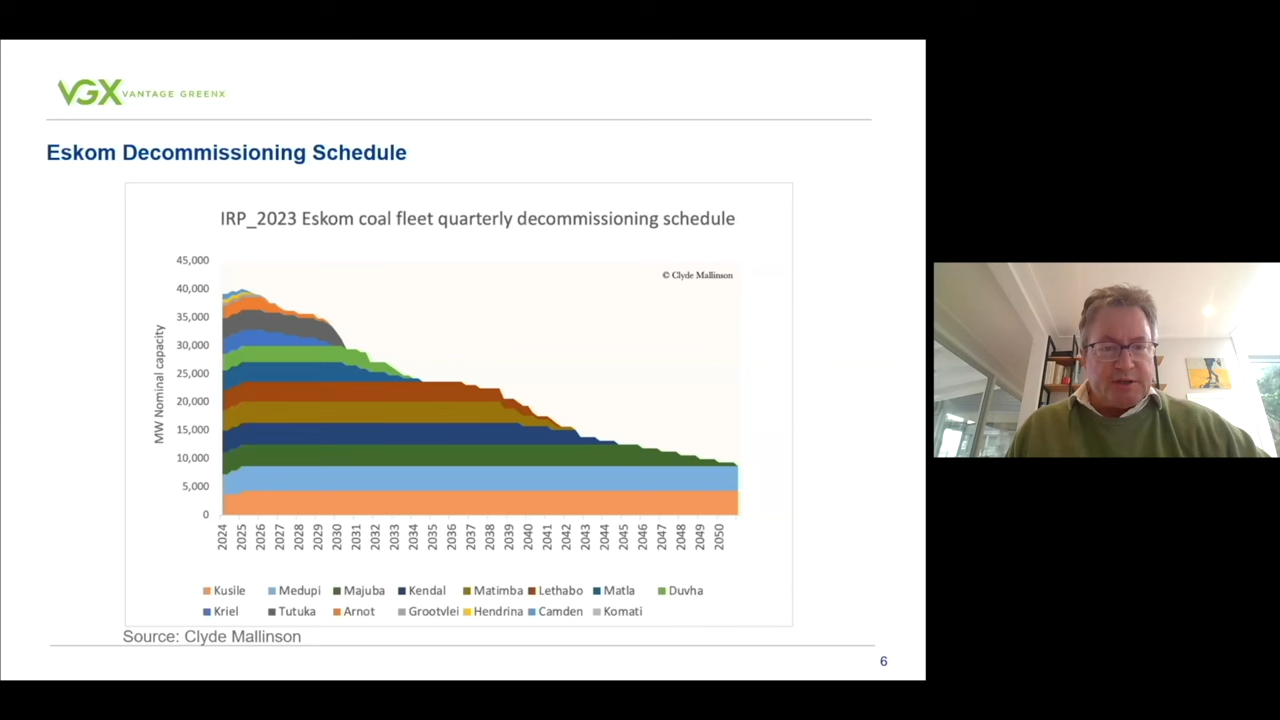 VGX VANTAGE GREENX
Eskom Decommissioning Schedule
IRP_2023 Eskom coal fleet quarterly decommissioning schedule
© Clyde Mallinson
MW Nominal capacity
45,000
40,000
35,000
30,000
25,000
20,000
15,000
10,000
5,000
0
2024 2025 2026 2027 2028 2029 2030 2031 2032 2033 2034 2035 2036 2037 2038 2039 2040 2041 2042 2043 2044 2045 2046 2047 2048 2049 2050
Kusile Medupi Majuba Kendal Matimba Lethabo Matla Duvha
Kriel Tutuka Arnot Grootvlei Hendrina Camden Komati
Source: Clyde Mallinson
6